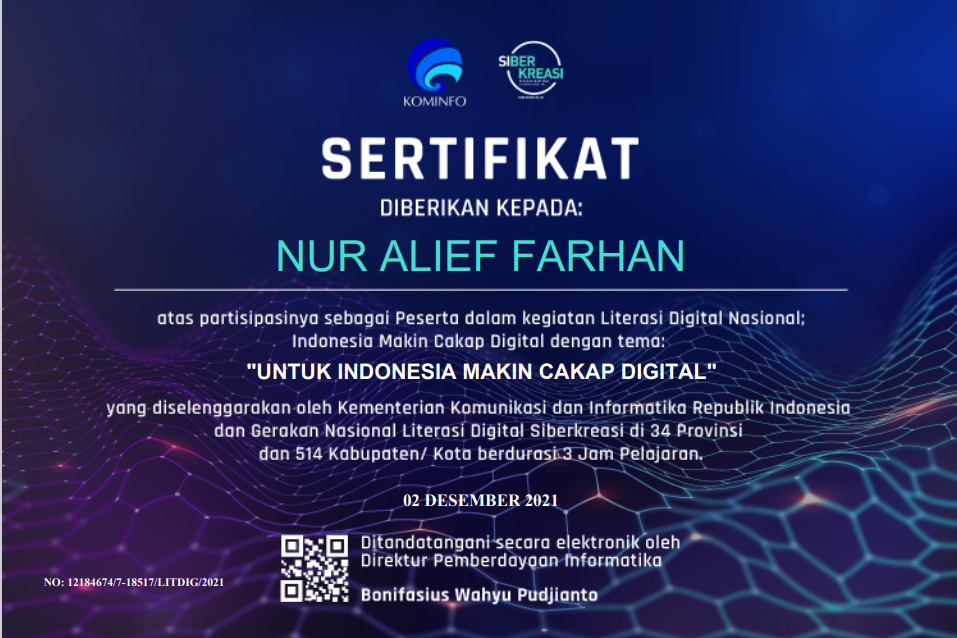 KOMINFO
SIBER
KREASI
SERTIFIKAT
DIBERIKAN KEPADA:
NUR ALIEF FARHAN
atas partisipasinya sebagai Peserta dalam kegiatan Literasi Digital Nasional;
Indonesia Makin Cakap Digital dengan tema:
"UNTUK INDONESIA MAKIN CAKAP DIGITAL"
yang diselenggarakan oleh Kementerian Komunikasi dan Informatika Republik Indonesia
dan Gerakan Nasional Literasi Digital Siberkreasi di 34 Provinsi
dan 514 Kabupaten/ Kota berdurasi 3 Jam Pelajaran.
02 DESEMBER 2021
Ditandatangani secara elektronik oleh
Direktur Pemberdayaan Informatika
NO: 12184674/7-18517/LITDIG/2021
Bonifasius Wahyu Pudjianto